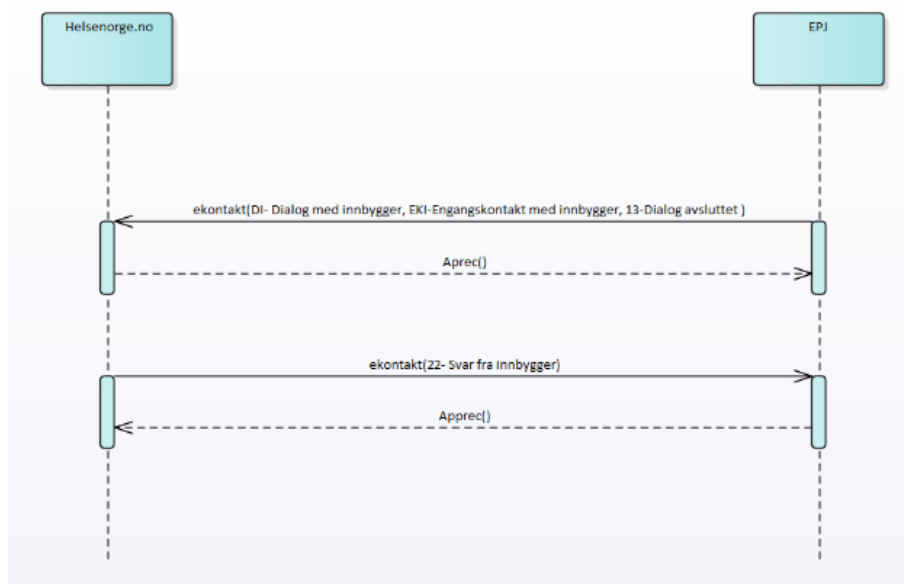 Helsenorge.no
EPJ
ekontakt(DI- Dialog med innbygger, EKI-Engangskontakt med innbygger, 13-Dialog avsluttet )
Aprec()
ekontakt(22- Svar fra Innbygger)
Apprec()